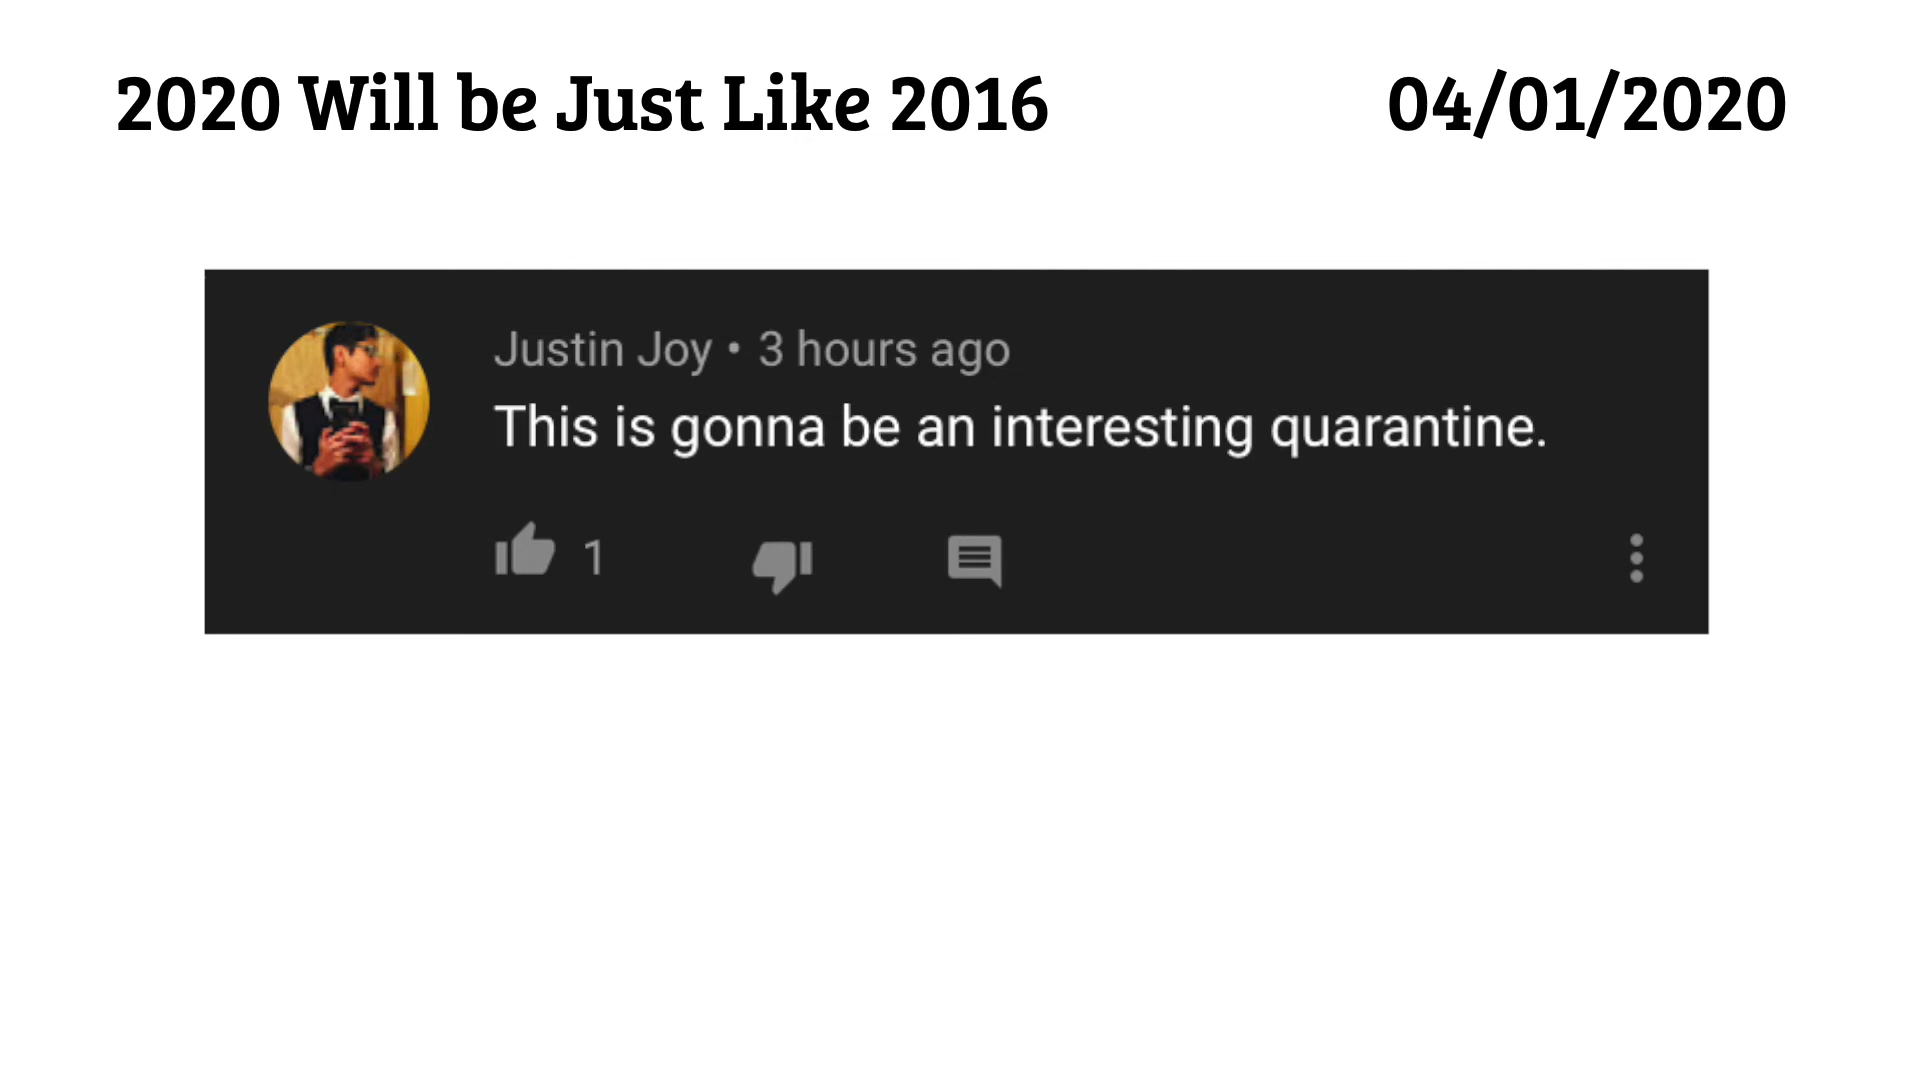 2020 Will be Just Like 2016 04/01/2020
Justin Joy • 3 hours ago
This is gonna be an interesting quarantine.
1